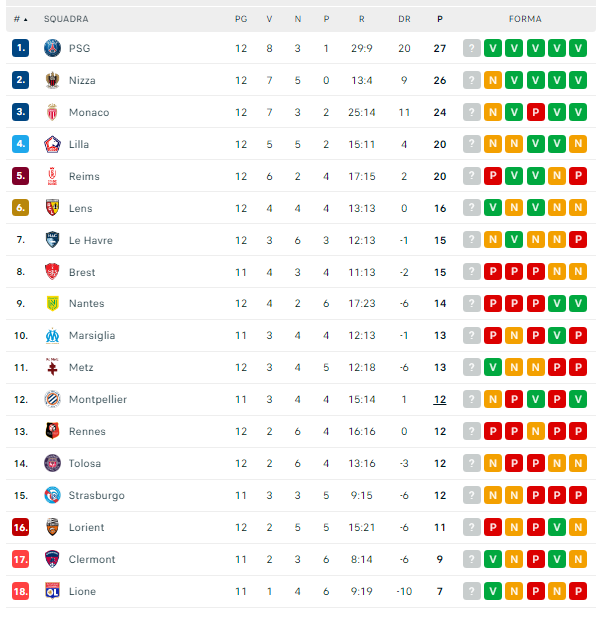 # ▲ SQUADRA PG V N P R DR P FORMA
1. PSG 12 8 3 1 29:9 20 27 ? V V V V V
2. Nizza 12 7 5 0 13:4 9 26 ? N V V V V
3. Monaco 12 7 3 2 25:14 11 24 ? N V P V V
4. Lilla 12 5 5 2 15:11 4 20 ? N N V V N
5. Reims 12 6 2 4 17:15 2 20 ? P V V N P
6. Lens 12 4 4 4 13:13 0 16 ? V N V N N
7. Le Havre 12 3 6 3 12:13 -1 15 ? N V N N P
8. Brest 11 4 3 4 11:13 -2 15 ? P P P N N
9. Nantes 12 4 2 6 17:23 -6 14 ? P P P V V
10. Marsiglia 11 3 4 4 12:13 -1 13 ? P N P V P
11. Metz 12 3 4 5 12:18 -6 13 ? V N N P P
12. Montpellier 11 3 4 4 15:14 1 12 ? N P V P V
13. Rennes 12 2 6 4 16:16 0 12 ? P P N P P
14. Tolosa 12 2 6 4 13:16 -3 12 ? N P P N N
15. Strasburgo 11 3 3 5 9:15 -6 12 ? N N P P P
16. Lorient 12 2 5 5 15:21 -6 11 ? P N P V N
17. Clermont 11 2 3 6 8:14 -6 9 ? V N P V N
18. Lione 11 1 4 6 9:19 -10 7 ? V N P N P